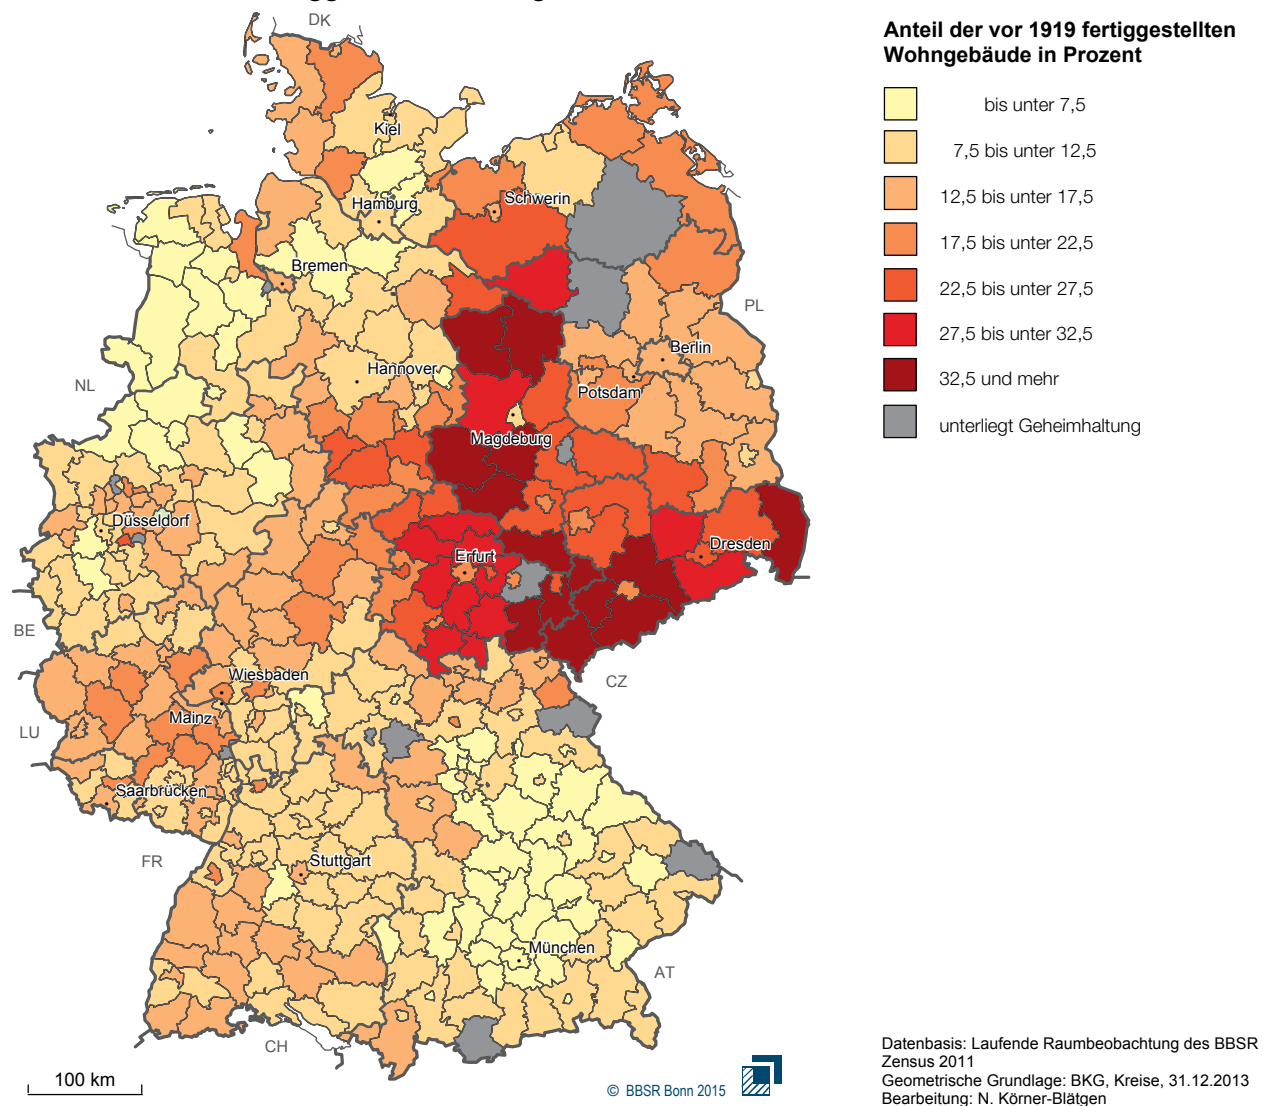 DK
Kiel
Hamburg
Schwerin
Bremen
PL
Berlin
Hannover
NL
Potsdam
Magdeburg
Düsseldorf
Dresden
Erfurt
BE
Wiesbaden
CZ
Mainz
LU
Saarbrücken
FR
Stuttgart
München
AT
CH
100 km
© BBSR Bonn 2015
Anteil der vor 1919 fertiggestellten
Wohngebäude in Prozent
bis unter 7,5
7,5 bis unter 12,5
12,5 bis unter 17,5
17,5 bis unter 22,5
22,5 bis unter 27,5
27,5 bis unter 32,5
32,5 und mehr
unterliegt Geheimhaltung
Datenbasis: Laufende Raumbeobachtung des BBSR
Zensus 2011
Geometrische Grundlage: BKG, Kreise, 31.12.2013
Bearbeitung: N. Körner-Blätgen